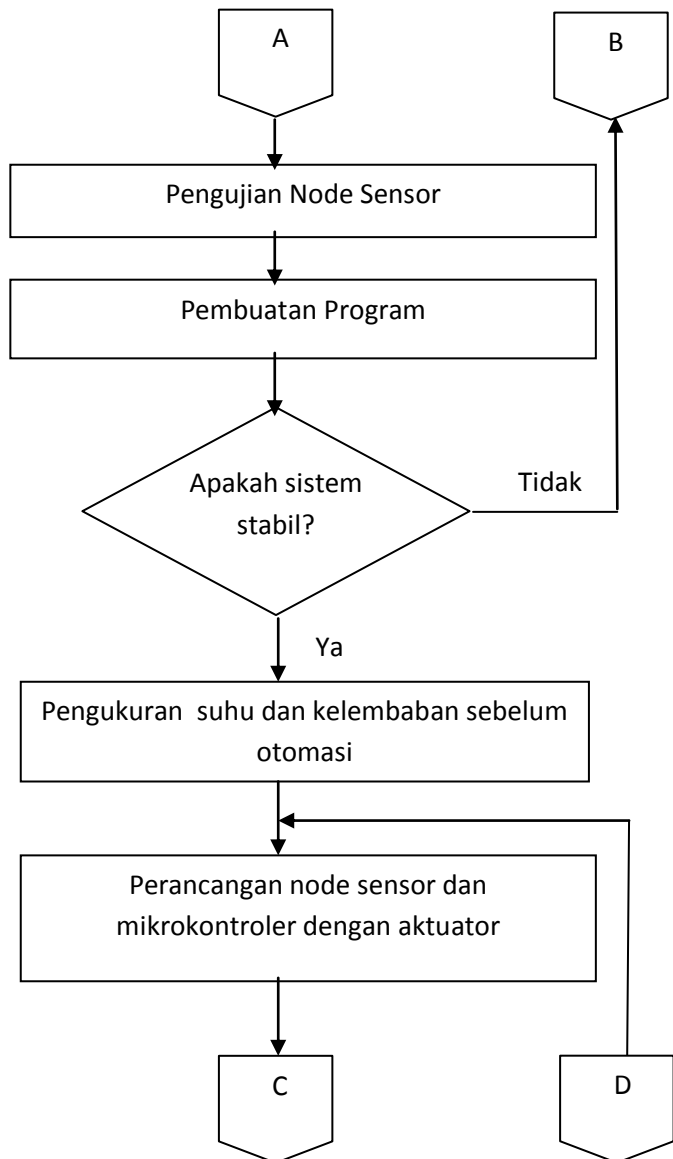 A
B
Pengujian Node Sensor
Pembuatan Program
Apakah sistem
stabil?
Tidak
Ya
Pengukuran suhu dan kelembaban sebelum
otomasi
Perancangan node sensor dan
mikrokontroler dengan aktuator
C
D